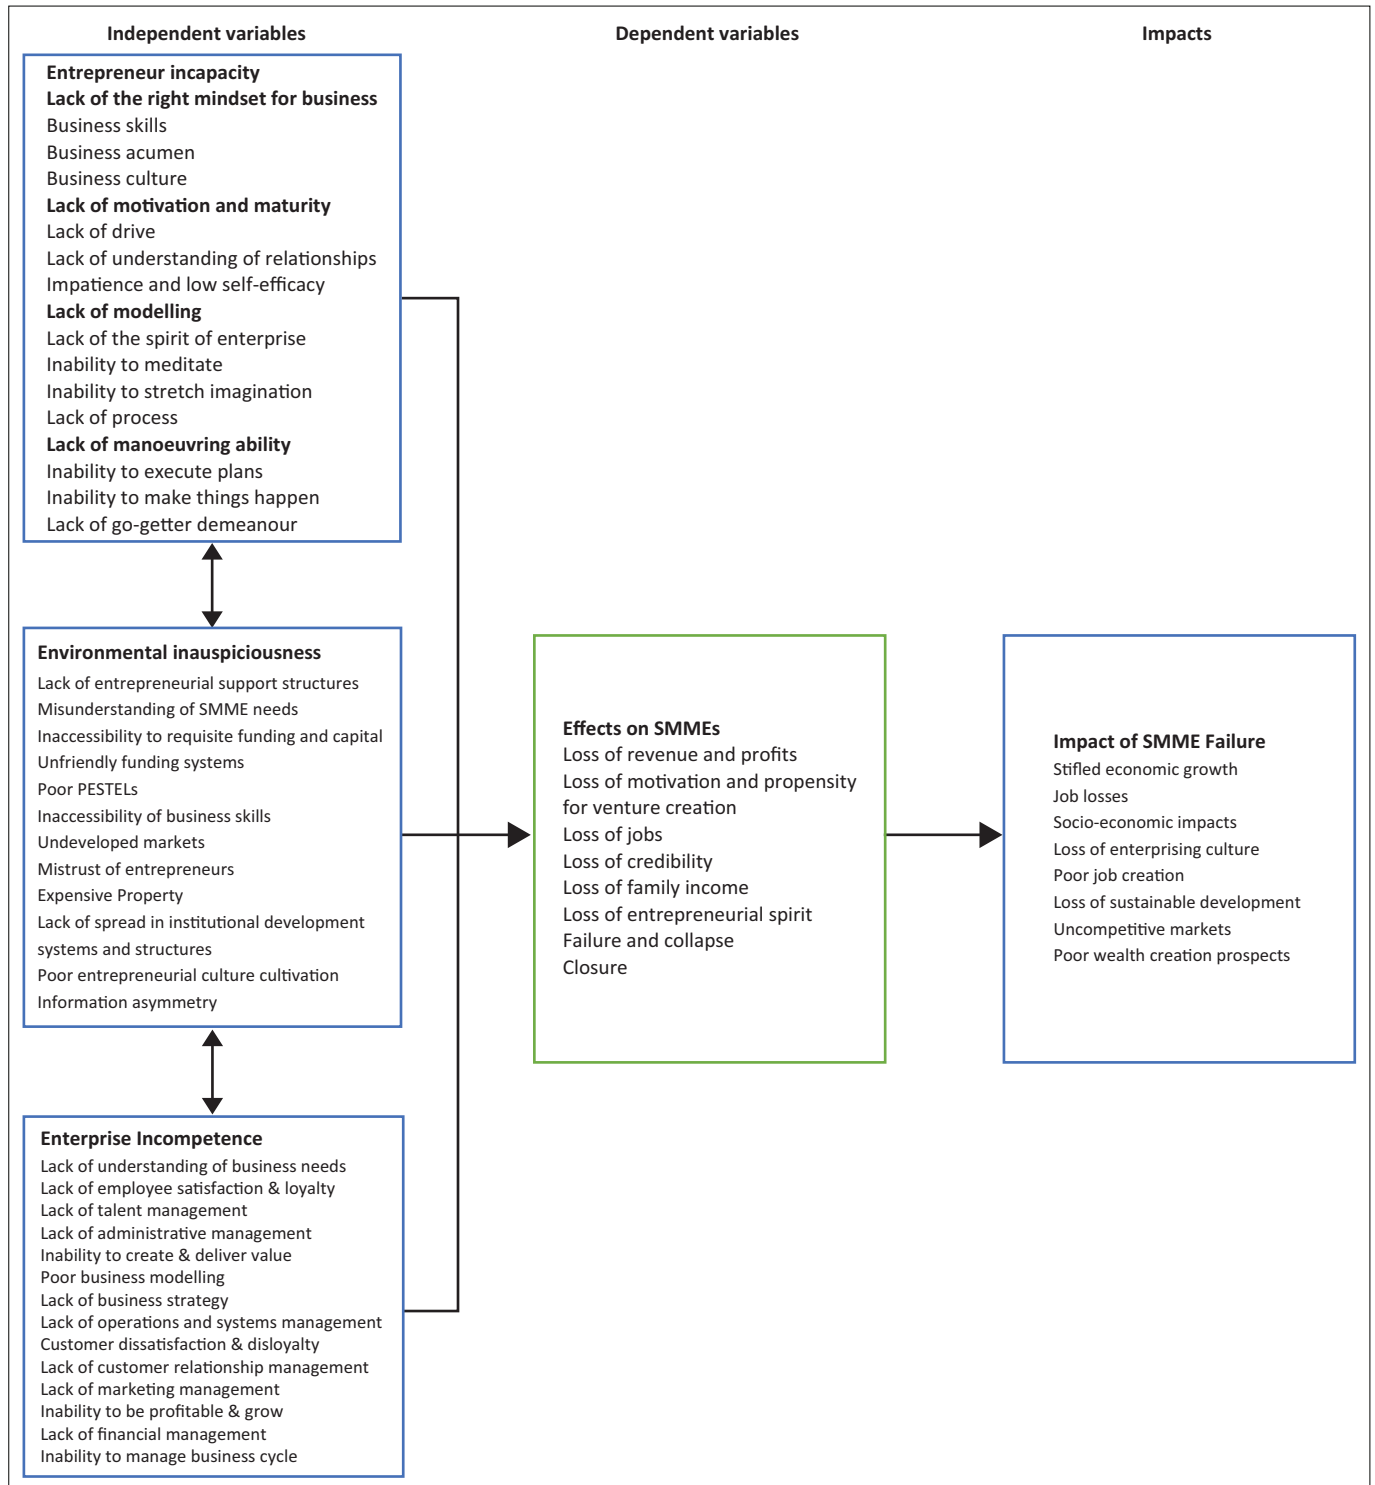 Independent variables
Dependent variables
Impacts
Entrepreneur incapacity
Lack of the right mindset for business
Business skills
Business acumen
Business culture
Lack of motivation and maturity
Lack of drive
Lack of understanding of relationships
Impatience and low self-efficacy
Lack of modelling
Lack of the spirit of enterprise
Inability to meditate
Inability to stretch imagination
Lack of process
Lack of manoeuvring ability
Inability to execute plans
Inability to make things happen
Lack of go-getter demeanour
Environmental inauspiciousness
Lack of entrepreneurial support structures
Misunderstanding of SMME needs
Inaccessibility to requisite funding and capital
Unfriendly funding systems
Poor PESTELs
Inaccessibility of business skills
Undeveloped markets
Mistrust of entrepreneurs
Expensive Property
Lack of spread in institutional development
systems and structures
Poor entrepreneurial culture cultivation
Information asymmetry
Enterprise Incompetence
Lack of understanding of business needs
Lack of employee satisfaction & loyalty
Lack of talent management
Lack of administrative management
Inability to create & deliver value
Poor business modelling
Lack of business strategy
Lack of operations and systems management
Customer dissatisfaction & disloyalty
Lack of customer relationship management
Lack of marketing management
Inability to be profitable & grow
Lack of financial management
Inability to manage business cycle
Effects on SMMEs
Loss of revenue and profits
Loss of motivation and propensity
for venture creation
Loss of jobs
Loss of credibility
Loss of family income
Loss of entrepreneurial spirit
Failure and collapse
Closure
Impact of SMME Failure
Stifled economic growth
Job losses
Socio-economic impacts
Loss of enterprising culture
Poor job creation
Loss of sustainable development
Uncompetitive markets
Poor wealth creation prospects